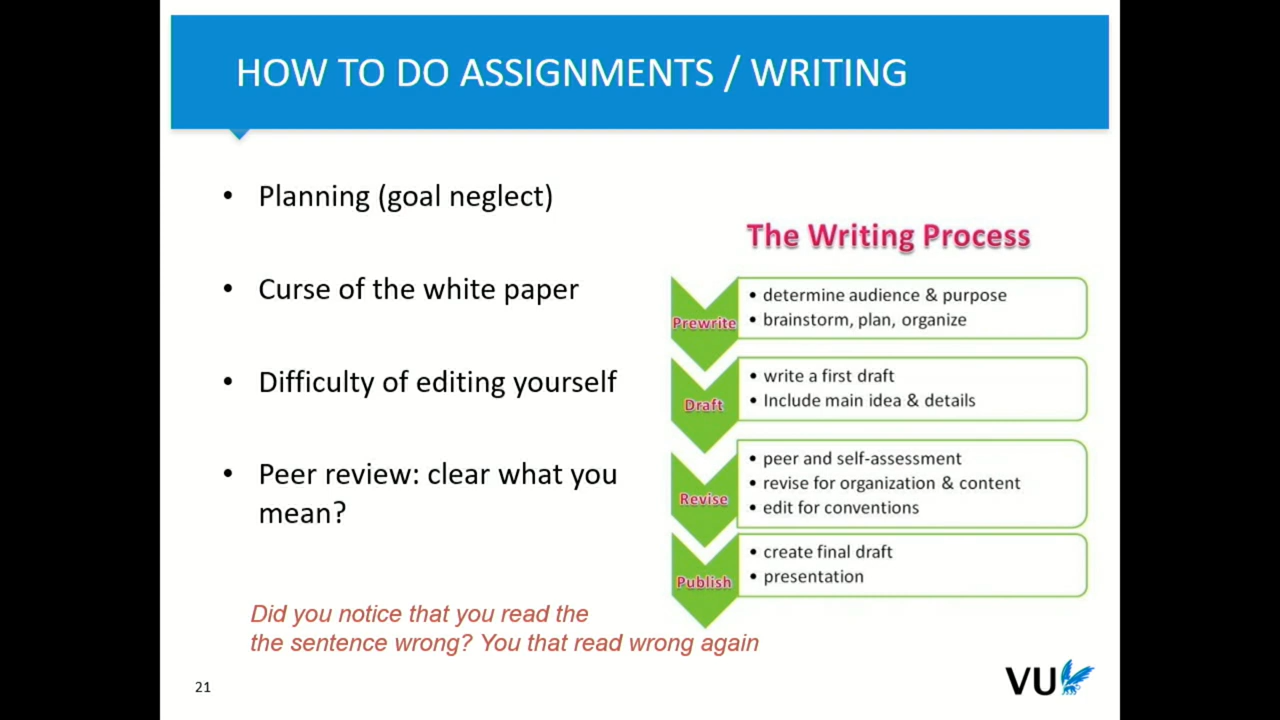 HOW TO DO ASSIGNMENTS / WRITING
• Planning (goal neglect)
• Curse of the white paper
• Difficulty of editing yourself
• Peer review: clear what you
mean?
The Writing Process
Prewrite
• determine audience & purpose
• brainstorm, plan, organize
Draft
• write a first draft
• Include main idea & details
Revise
• peer and self-assessment
• revise for organization & content
• edit for conventions
Publish
• create final draft
• presentation
Did you notice that you read the
the sentence wrong? You that read wrong again
21
VU